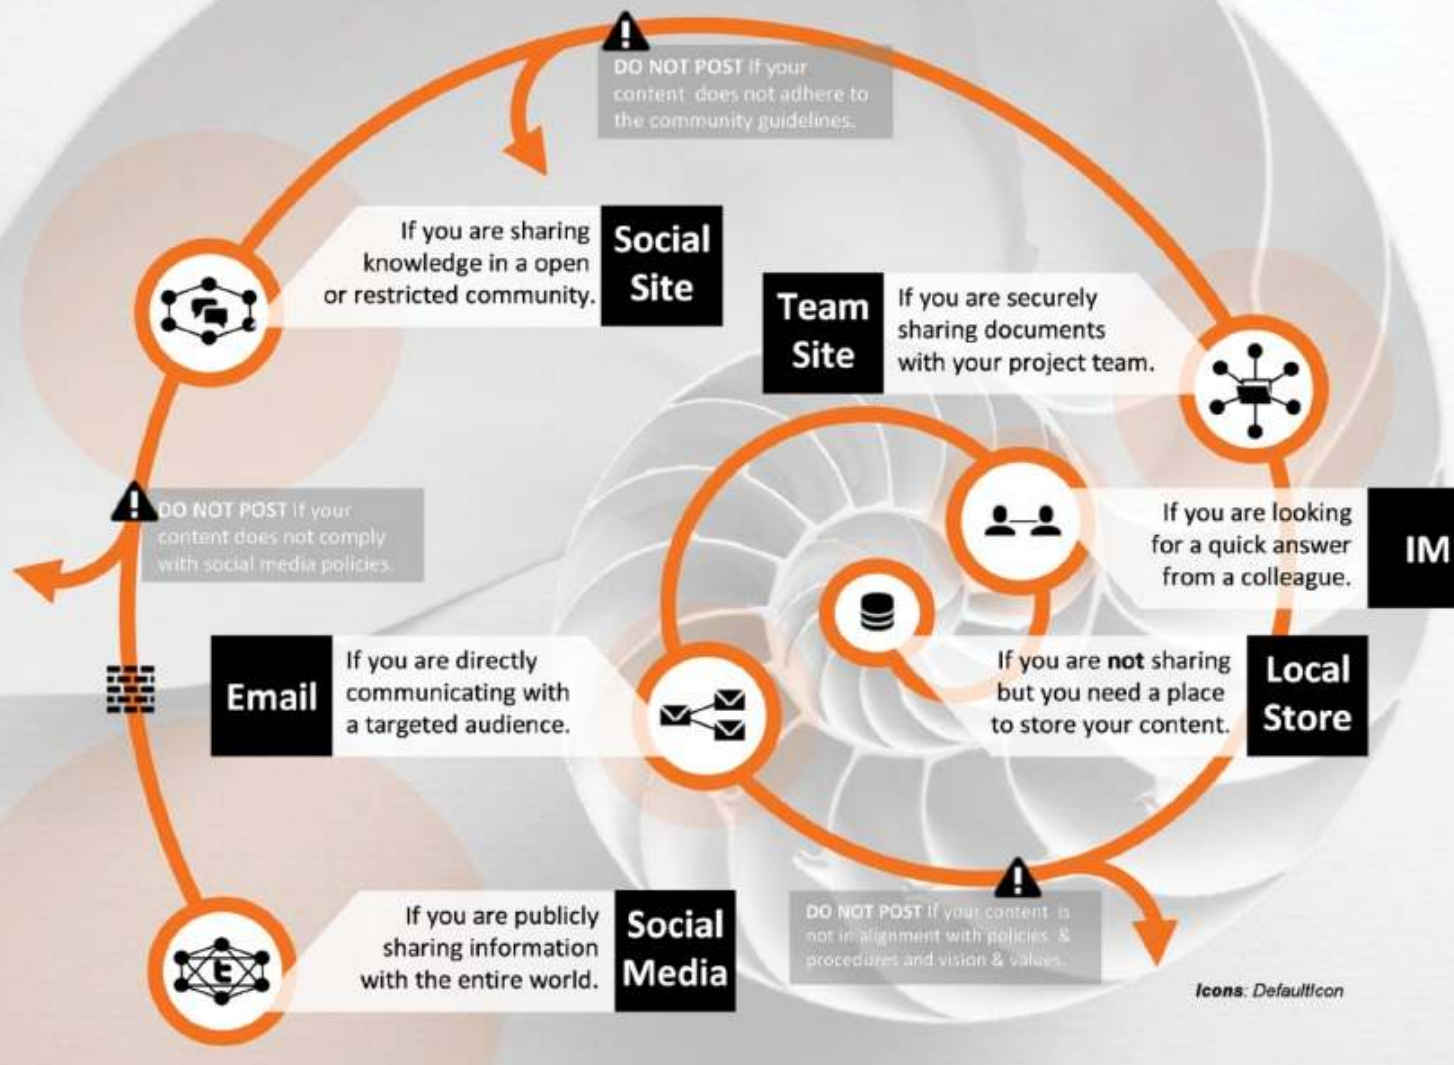 DO NOT POST If your
content does not adhere to
the community guidelines.
If you are sharing
knowledge in a open
or restricted community.
Social
Site
Team
Site
If you are securely
sharing documents
with your project team.
DO NOT POST If your
content does not comply
with social media policies.
If you are looking
for a quick answer
from a colleague.
IM
Email
If you are directly
communicating with
a targeted audience.
If you are not sharing
but you need a place
to store your content.
Local
Store
If you are publicly
sharing information
with the entire world.
Social
Media
DO NOT POST If your content is
not in alignment with policies &
procedures and vision & values.
Icons: DefaultIcon
t